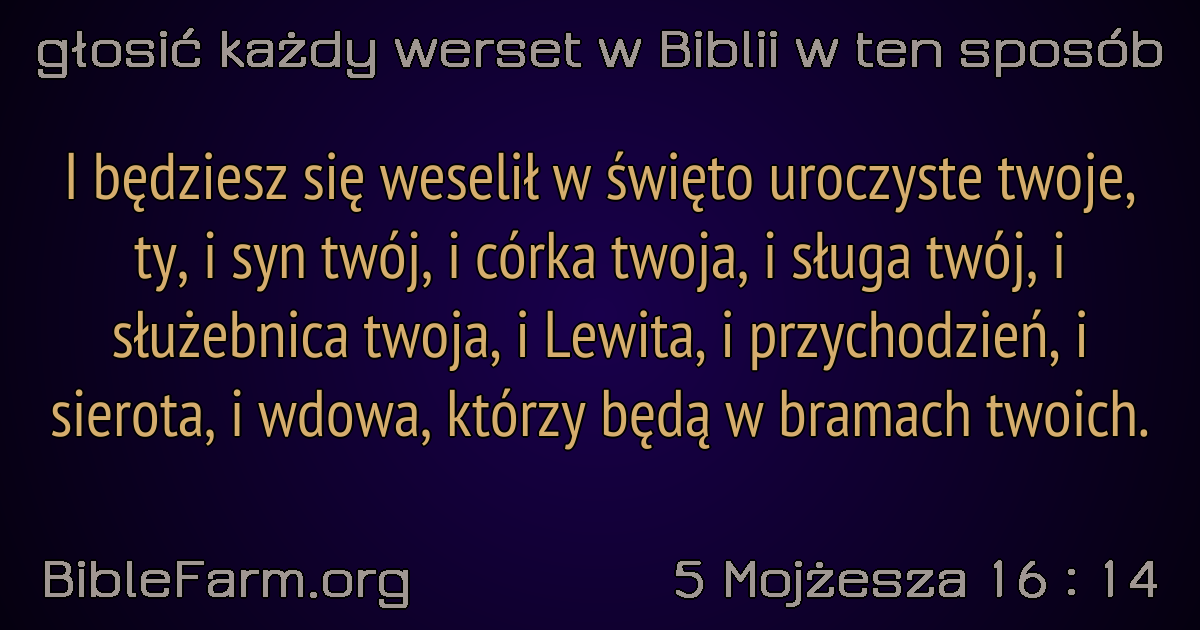 głosić każdy werset w Biblii w ten sposób
I będziesz się weselił w święto uroczyste twoje,
ty, i syn twój, i córka twoja, i sługa twój, i
służebnica twoja, i Lewita, i przychodzień, i
sierota, i wdowa, którzy będą w bramach twoich.
BibleFarm.org
5 Mojżesza 16 : 14